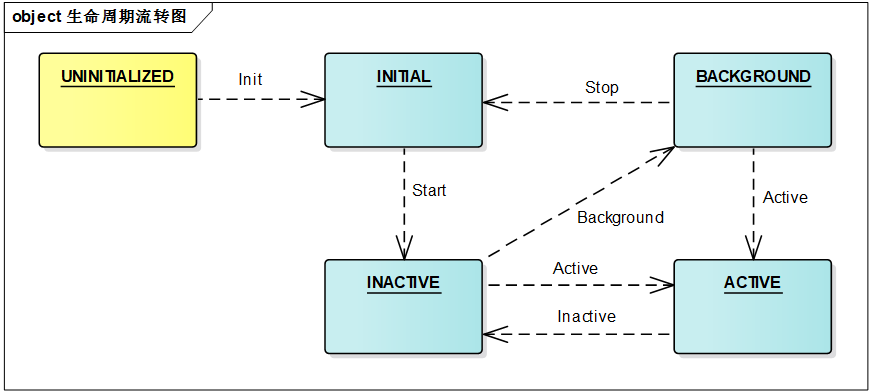 object 生命周期流转图
UNINITIALIZED
Init
INITIAL
Stop
BACKGROUND
Start
Background
Active
INACTIVE
Active
ACTIVE
Inactive